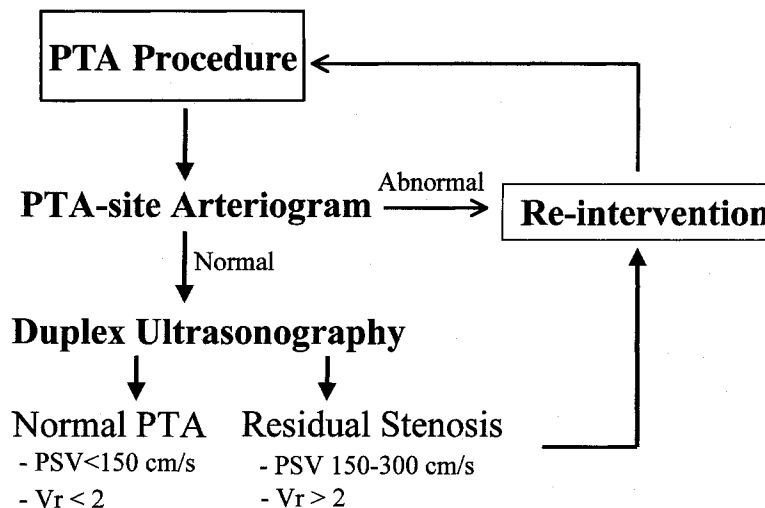 PTA Procedure
Abnormal
PTA-site Arteriogram
Re-intervention
Normal
Duplex Ultrasonography
Normal PTA
- PSV<150 cm/s
- Vr < 2
Residual Stenosis
- PSV 150-300 cm/s
- Vr > 2